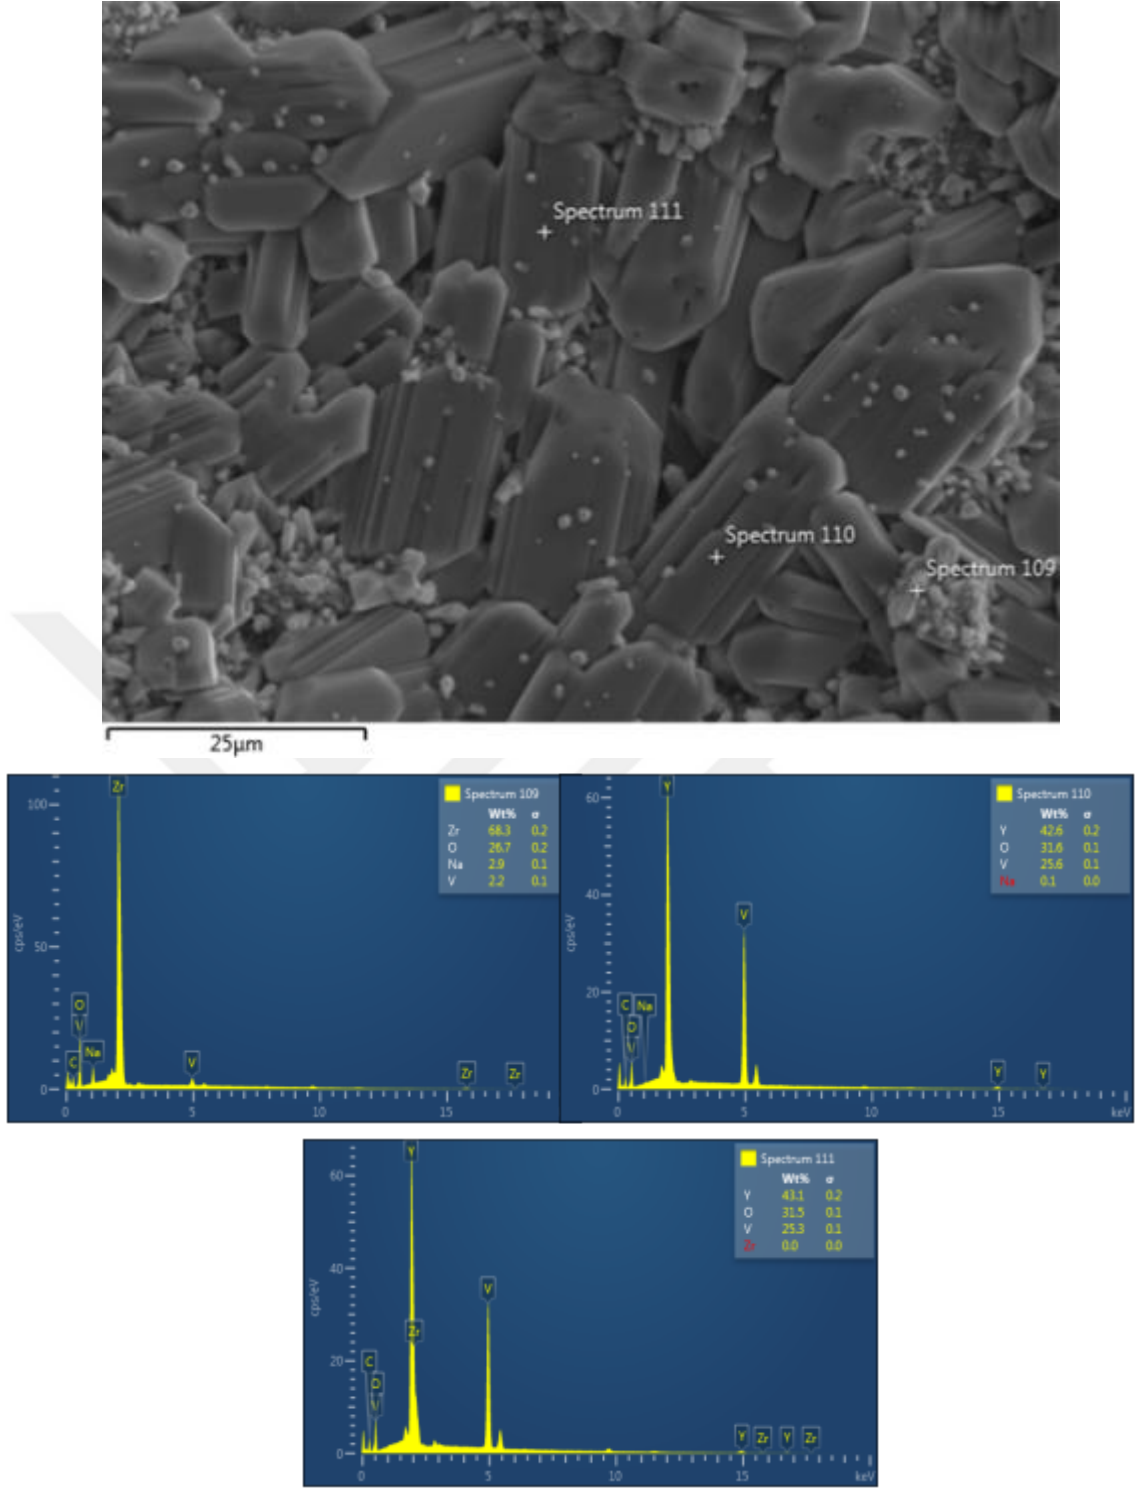 Spectrum 111
Spectrum 110
Spectrum 109
25µm
Spectrum 109
Wt% σ
Zr 68.3 0.2
O 26.7 0.2
Na 2.9 0.1
V 2.2 0.1
Zr
100
50
0
cps/eV
O
V
C
Na
V
Zr
Zr
0 5 10 15
Spectrum 110
Wt% σ
Y 42.6 0.2
O 31.6 0.1
V 25.6 0.1
Na 0.1 0.0
Y
60
40
20
0
cps/eV
V
C
Na
O
V
Y
Y
0 5 10 15 keV
Spectrum 111
Wt% σ
Y 43.1 0.2
O 31.5 0.1
V 25.3 0.1
Zr 0.0 0.0
Y
60
40
20
0
cps/eV
V
Zr
C
O
V
Y Zr Y Zr
0 5 10 15 keV